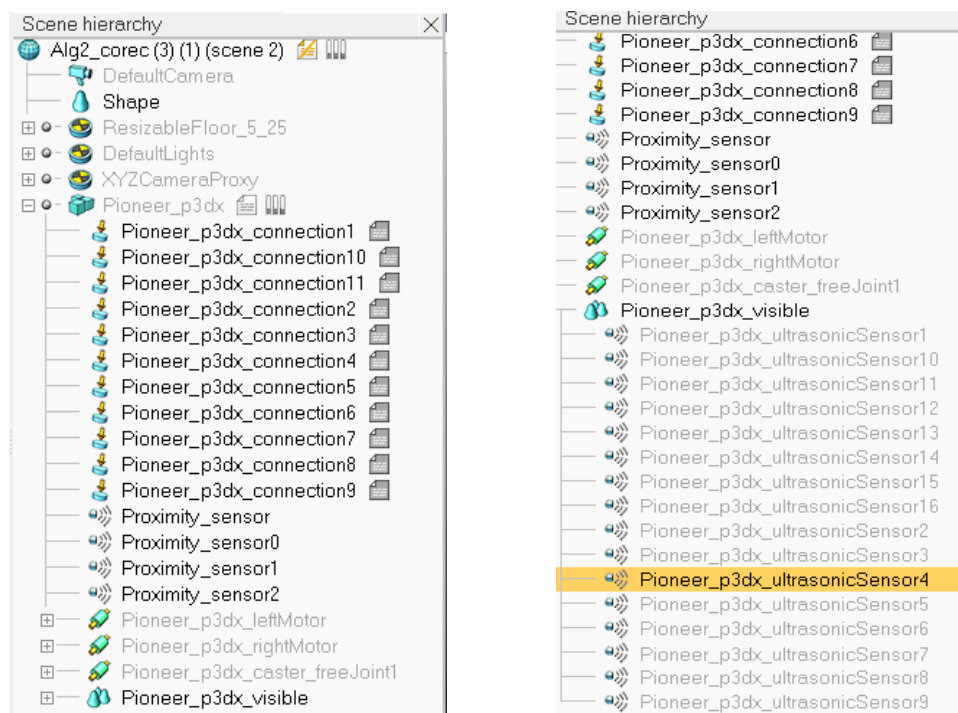 Scene hierarchy
Alg2_corec (3) (1) (scene 2)
DefaultCamera
Shape
ResizableFloor_5_25
DefaultLights
XYZCameraProxy
Pioneer_p3dx
Pioneer_p3dx_connection1
Pioneer_p3dx_connection10
Pioneer_p3dx_connection11
Pioneer_p3dx_connection2
Pioneer_p3dx_connection3
Pioneer_p3dx_connection4
Pioneer_p3dx_connection5
Pioneer_p3dx_connection6
Pioneer_p3dx_connection7
Pioneer_p3dx_connection8
Pioneer_p3dx_connection9
Proximity_sensor
Proximity_sensor0
Proximity_sensor1
Proximity_sensor2
Pioneer_p3dx_leftMotor
Pioneer_p3dx_rightMotor
Pioneer_p3dx_caster_freeJoint1
Pioneer_p3dx_visible
Scene hierarchy
Pioneer_p3dx_connection6
Pioneer_p3dx_connection7
Pioneer_p3dx_connection8
Pioneer_p3dx_connection9
Proximity_sensor
Proximity_sensor0
Proximity_sensor1
Proximity_sensor2
Pioneer_p3dx_leftMotor
Pioneer_p3dx_rightMotor
Pioneer_p3dx_caster_freeJoint1
Pioneer_p3dx_visible
Pioneer_p3dx_ultrasonicSensor1
Pioneer_p3dx_ultrasonicSensor10
Pioneer_p3dx_ultrasonicSensor11
Pioneer_p3dx_ultrasonicSensor12
Pioneer_p3dx_ultrasonicSensor13
Pioneer_p3dx_ultrasonicSensor14
Pioneer_p3dx_ultrasonicSensor15
Pioneer_p3dx_ultrasonicSensor16
Pioneer_p3dx_ultrasonicSensor2
Pioneer_p3dx_ultrasonicSensor3
Pioneer_p3dx_ultrasonicSensor4
Pioneer_p3dx_ultrasonicSensor5
Pioneer_p3dx_ultrasonicSensor6
Pioneer_p3dx_ultrasonicSensor7
Pioneer_p3dx_ultrasonicSensor8
Pioneer_p3dx_ultrasonicSensor9